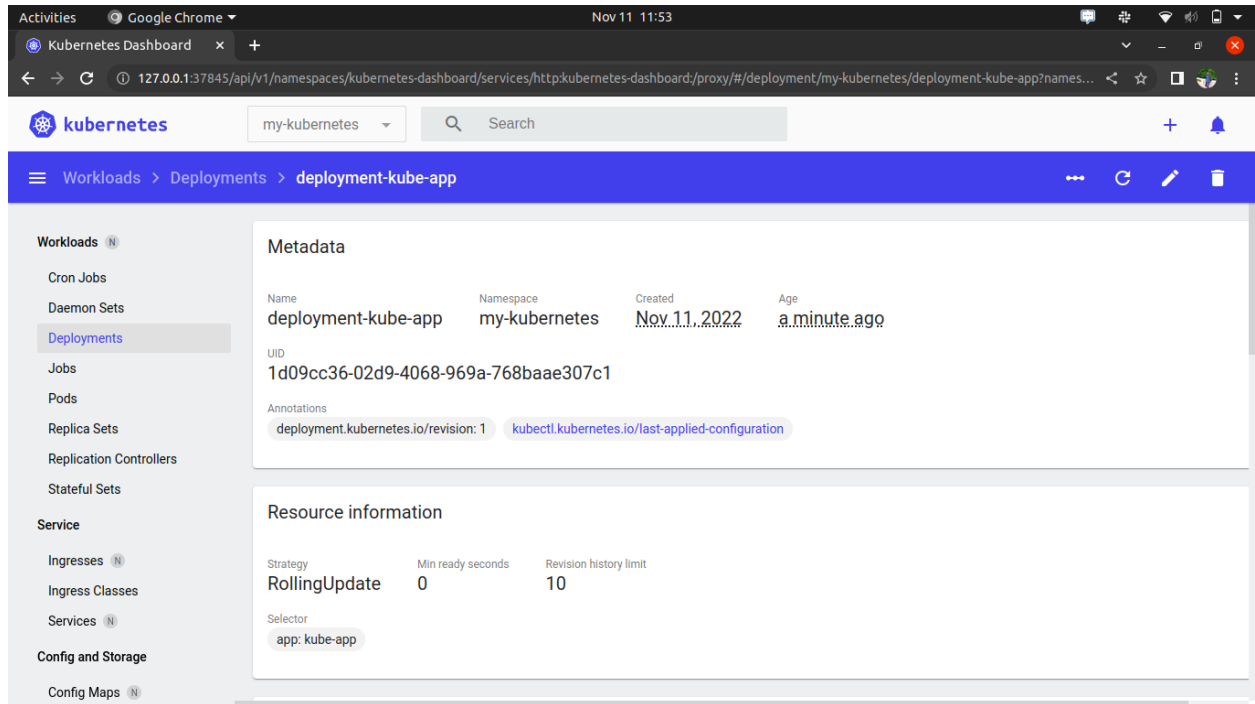 Activities Google Chrome Nov 11 11:53
Kubernetes Dashboard
127.0.0.1:37845/api/v1/namespaces/kubernetes-dashboard/services/http:kubernetes-dashboard:/proxy/#/deployment/my-kubernetes/deployment-kube-app?names...
kubernetes my-kubernetes Search
Workloads > Deployments > deployment-kube-app
Workloads N
Cron Jobs
Daemon Sets
Deployments
Jobs
Pods
Replica Sets
Replication Controllers
Stateful Sets
Service
Ingresses N
Ingress Classes
Services N
Config and Storage
Config Maps N
Metadata
Name Namespace Created Age
deployment-kube-app my-kubernetes Nov 11, 2022 a minute ago
UID
1d09cc36-02d9-4068-969a-768baae307c1
Annotations
deployment.kubernetes.io/revision: 1 kubectl.kubernetes.io/last-applied-configuration
Resource information
Strategy Min ready seconds Revision history limit
RollingUpdate 0 10
Selector
app: kube-app